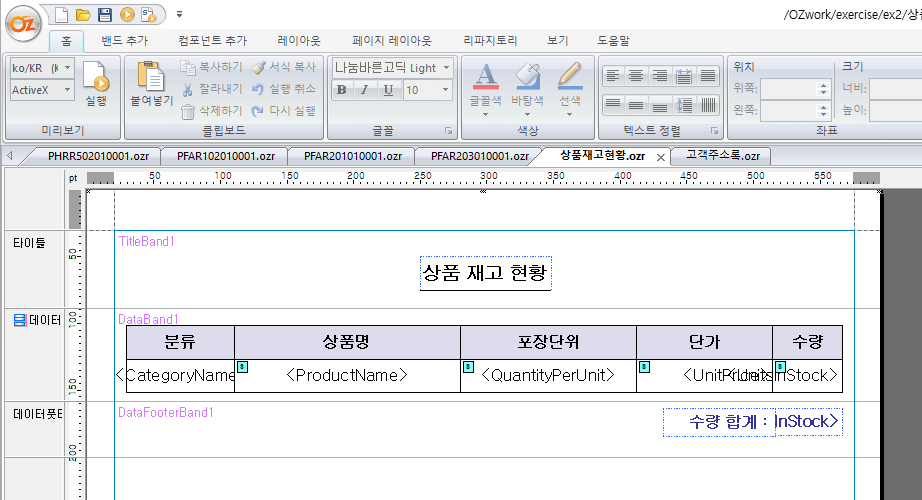 /OZwork/exercise/ex2/상품
홈 밴드 추가 컴포넌트 추가 레이아웃 페이지 레이아웃 리파지토리 보기 도움말
ko/KR (k
ActiveX
실행
미리보기
붙여넣기
복사하기 서식 복사
잘라내기 실행 취소
삭제하기 다시 실행
클립보드
나눔바른고딕 Light
B I U 10
글꼴
글꼴색 바탕색 선색
색상
텍스트 정렬
위치 크기
위쪽: 너비:
왼쪽: 높이:
좌표
PHRR502010001.ozr PFAR102010001.ozr PFAR201010001.ozr PFAR203010001.ozr 상품재고현황.ozr 고객주소록.ozr
pt 50 100 150 200 250 300 350 400 450 500 550
타이틀
50
TitleBand1
상품 재고 현황
데이터
100
DataBand1
분류 상품명 포장단위 단가 수량
<CategoryName <ProductName> <QuantityPerUnit> <UnitPrice InStock>
150
데이터풋터
DataFooterBand1
수량 합계 : InStock>
200